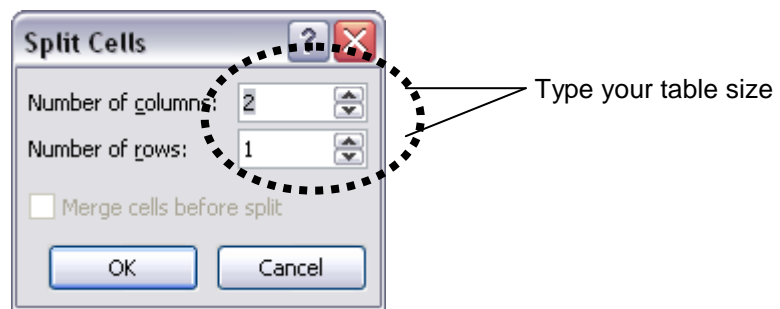 Split Cells
Number of columns: 2
Type your table size
Number of rows: 1
Merge cells before split
OK Cancel